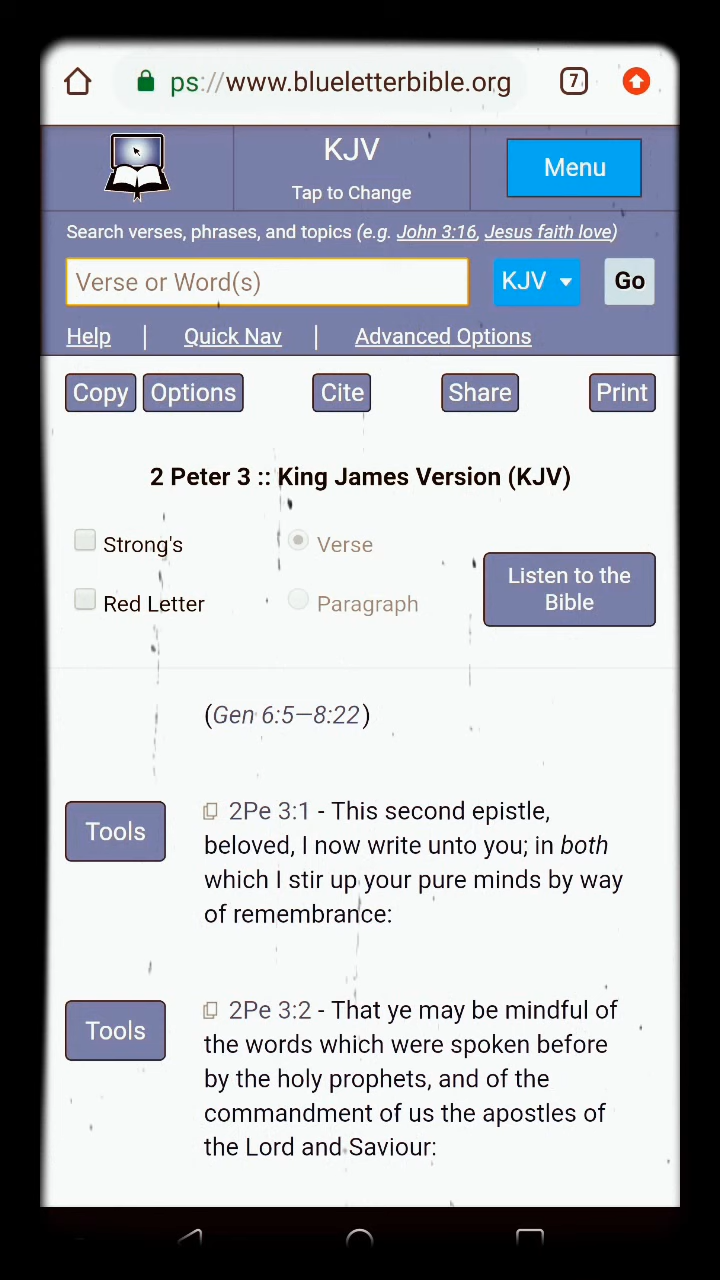 ps://www.blueletterbible.org 7
KJV
Tap to Change
Menu
Search verses, phrases, and topics (e.g. John 3:16, Jesus faith love)
Verse or Word(s) KJV Go
Help | Quick Nav | Advanced Options
Copy Options Cite Share Print
2 Peter 3 :: King James Version (KJV)
Strong's Verse
Red Letter Paragraph
Listen to the
Bible
(Gen 6:5—8:22)
Tools
2Pe 3:1 - This second epistle,
beloved, I now write unto you; in both
which I stir up your pure minds by way
of remembrance:
Tools
2Pe 3:2 - That ye may be mindful of
the words which were spoken before
by the holy prophets, and of the
commandment of us the apostles of
the Lord and Saviour: